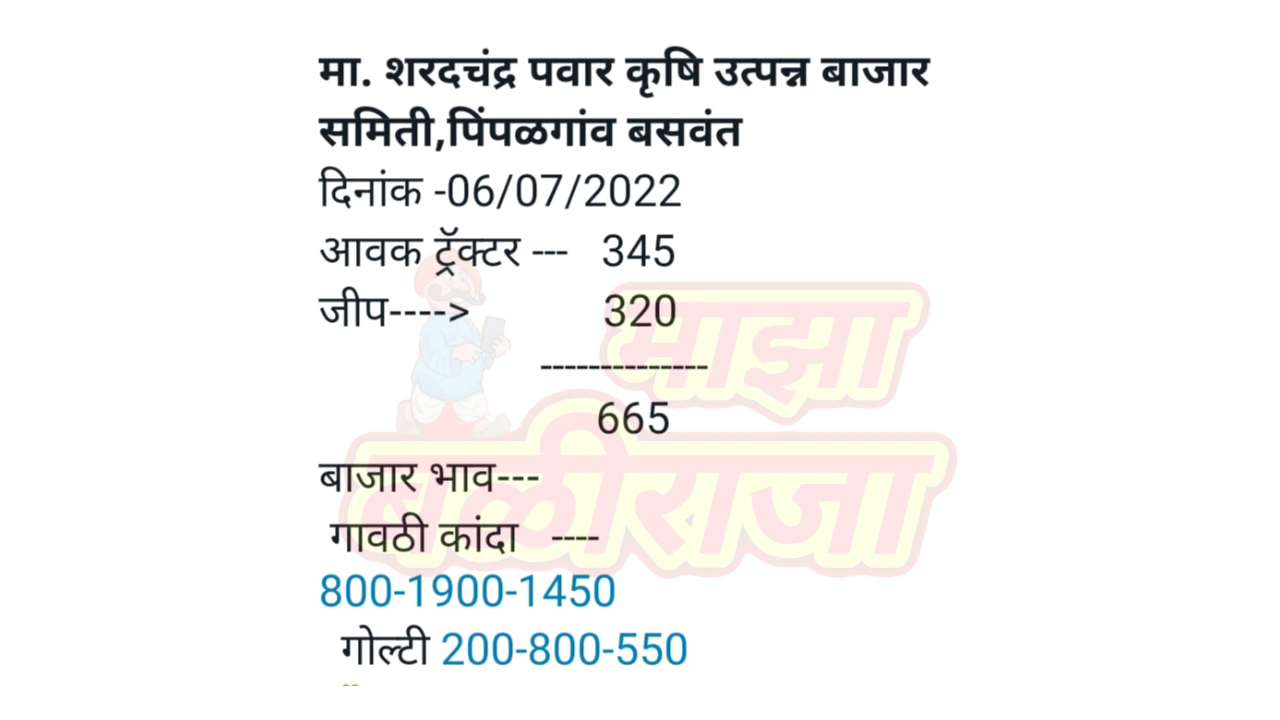 मा. शरदचंद्र पवार कृषि उत्पन्न बाजार
समिती,पिंपळगांव बसवंत
दिनांक -06/07/2022
आवक ट्रॅक्टर --- 345
जीप----> 320
--------------
665
बाजार भाव---
गावठी कांदा ----
800-1900-1450
गोल्टी 200-800-550
माझा
बळीराजा